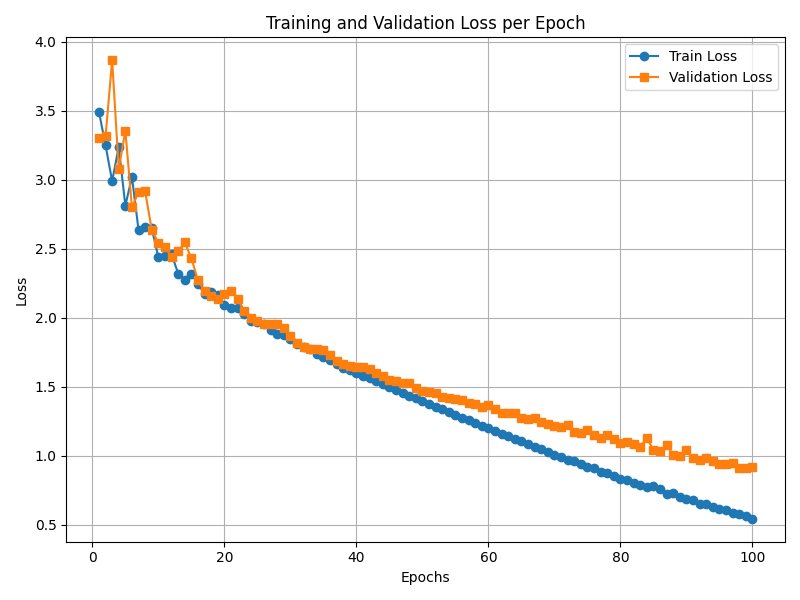 Training and Validation Loss per Epoch
Train Loss
Validation Loss
4.0
3.5
3.0
2.5
2.0
1.5
1.0
0.5
Loss
0 20 40 60 80 100
Epochs